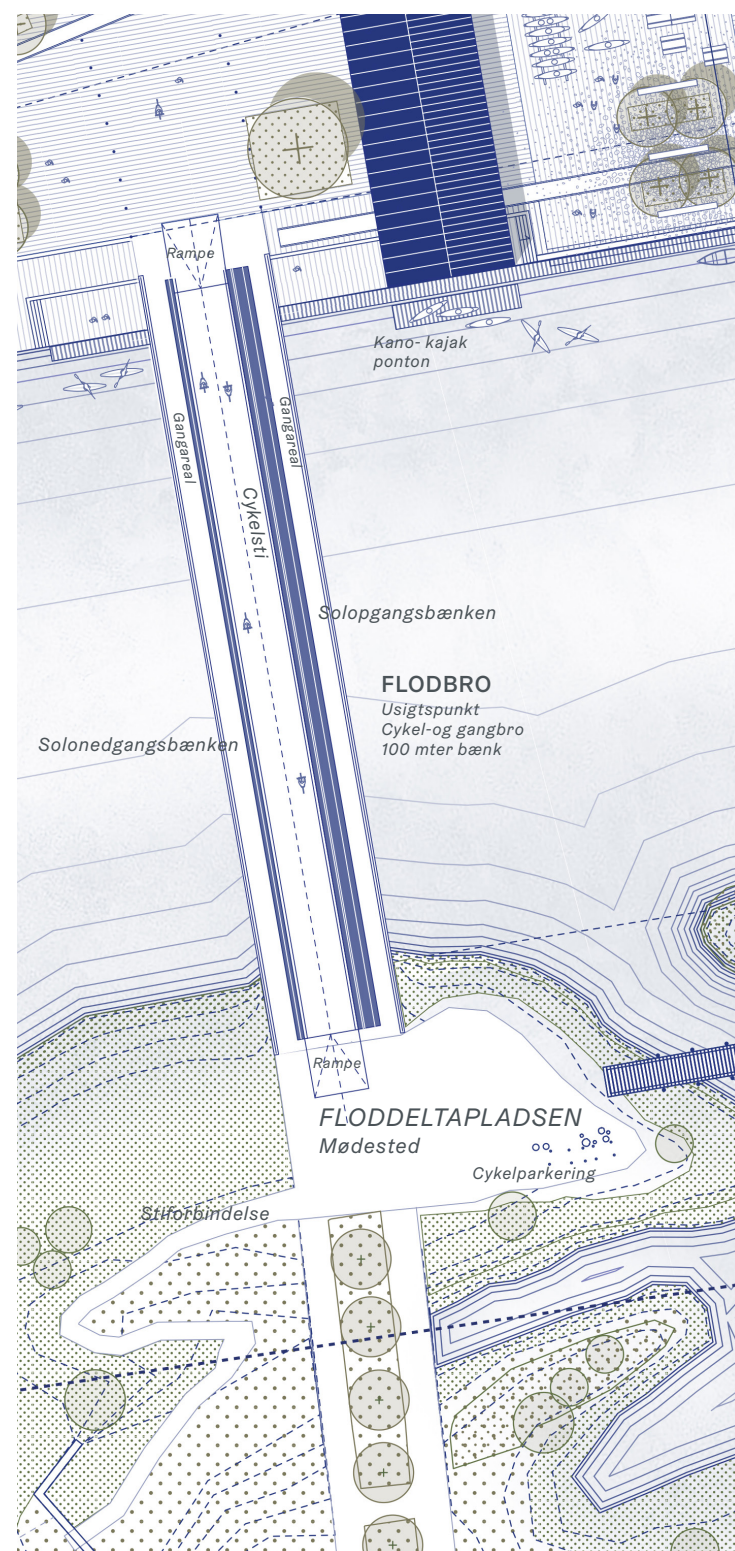 Rampe
Kano- kajak
ponton
Gangareal
Gangareal
Cykelsti
Solopgangsbænken
FLODBRO
Usigtspunkt
Cykel-og gangbro
100 mter bænk
Solonedgangsbænken
Rampe
FLODDELTAPLADSEN
Mødested
Cykelparkering
Stiforbindelse